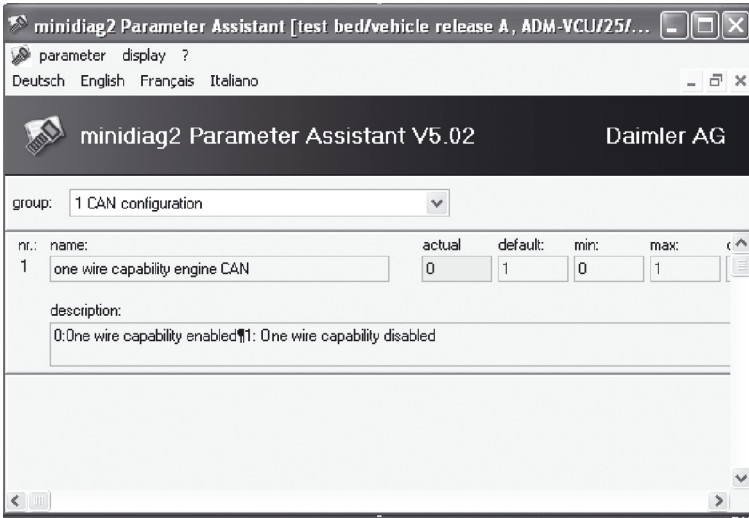 minidiag2 Parameter Assistant [test bed/vehicle release A, ADM-VCU/25/...
parameter display ?
Deutsch English Français Italiano
minidiag2 Parameter Assistant V5.02 Daimler AG
group: 1 CAN configuration
nr.: name: actual default: min: max:
1 one wire capability engine CAN 0 1 0 1
description:
0:One wire capability enabled¶1: One wire capability disabled